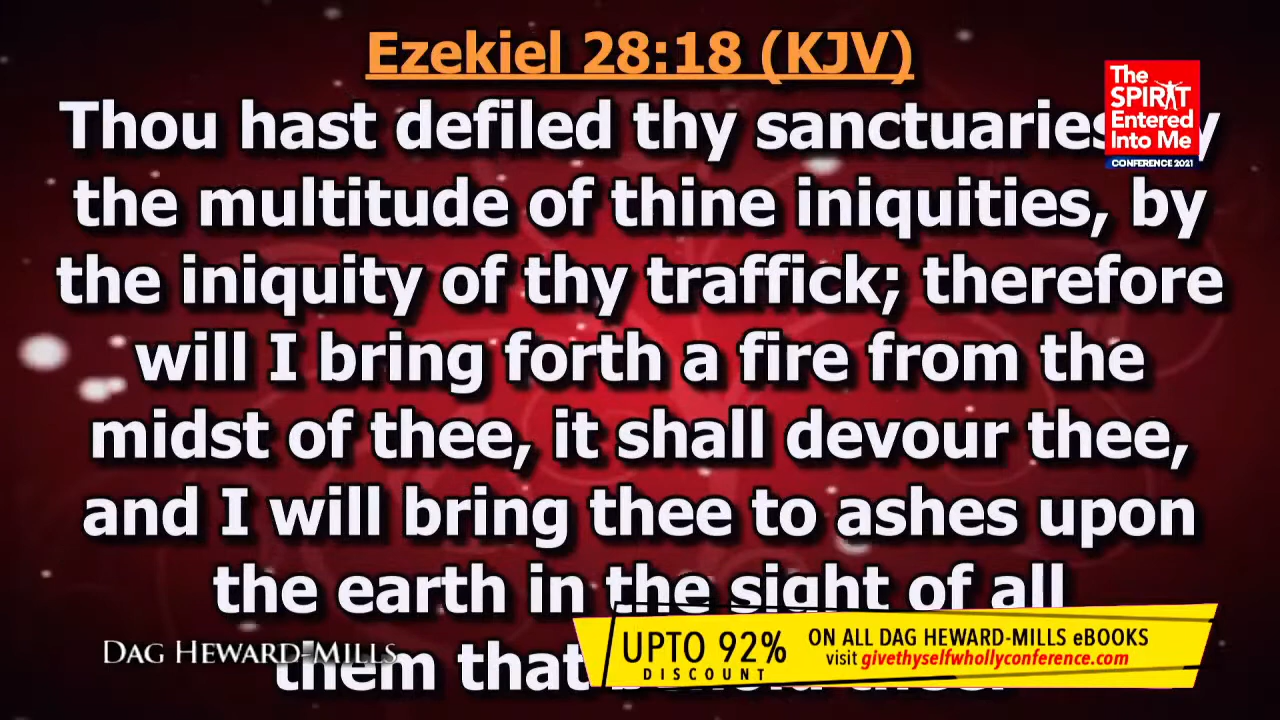 Ezekiel 28:18 (KJV)
The
SPIRIT
Entered
Into Me
CONFERENCE 2021
Thou hast defiled thy sanctuaries
the multitude of thine iniquities, by
the iniquity of thy traffick; therefore
will I bring forth a fire from the
midst of thee, it shall devour thee,
and I will bring thee to ashes upon
the earth in the sight of all
them that
DAG HEWARD-MILLS
UPTO 92%
DISCOUNT
ON ALL DAG HEWARD-MILLS eBOOKS
visit givethyselfwhollyconference.com